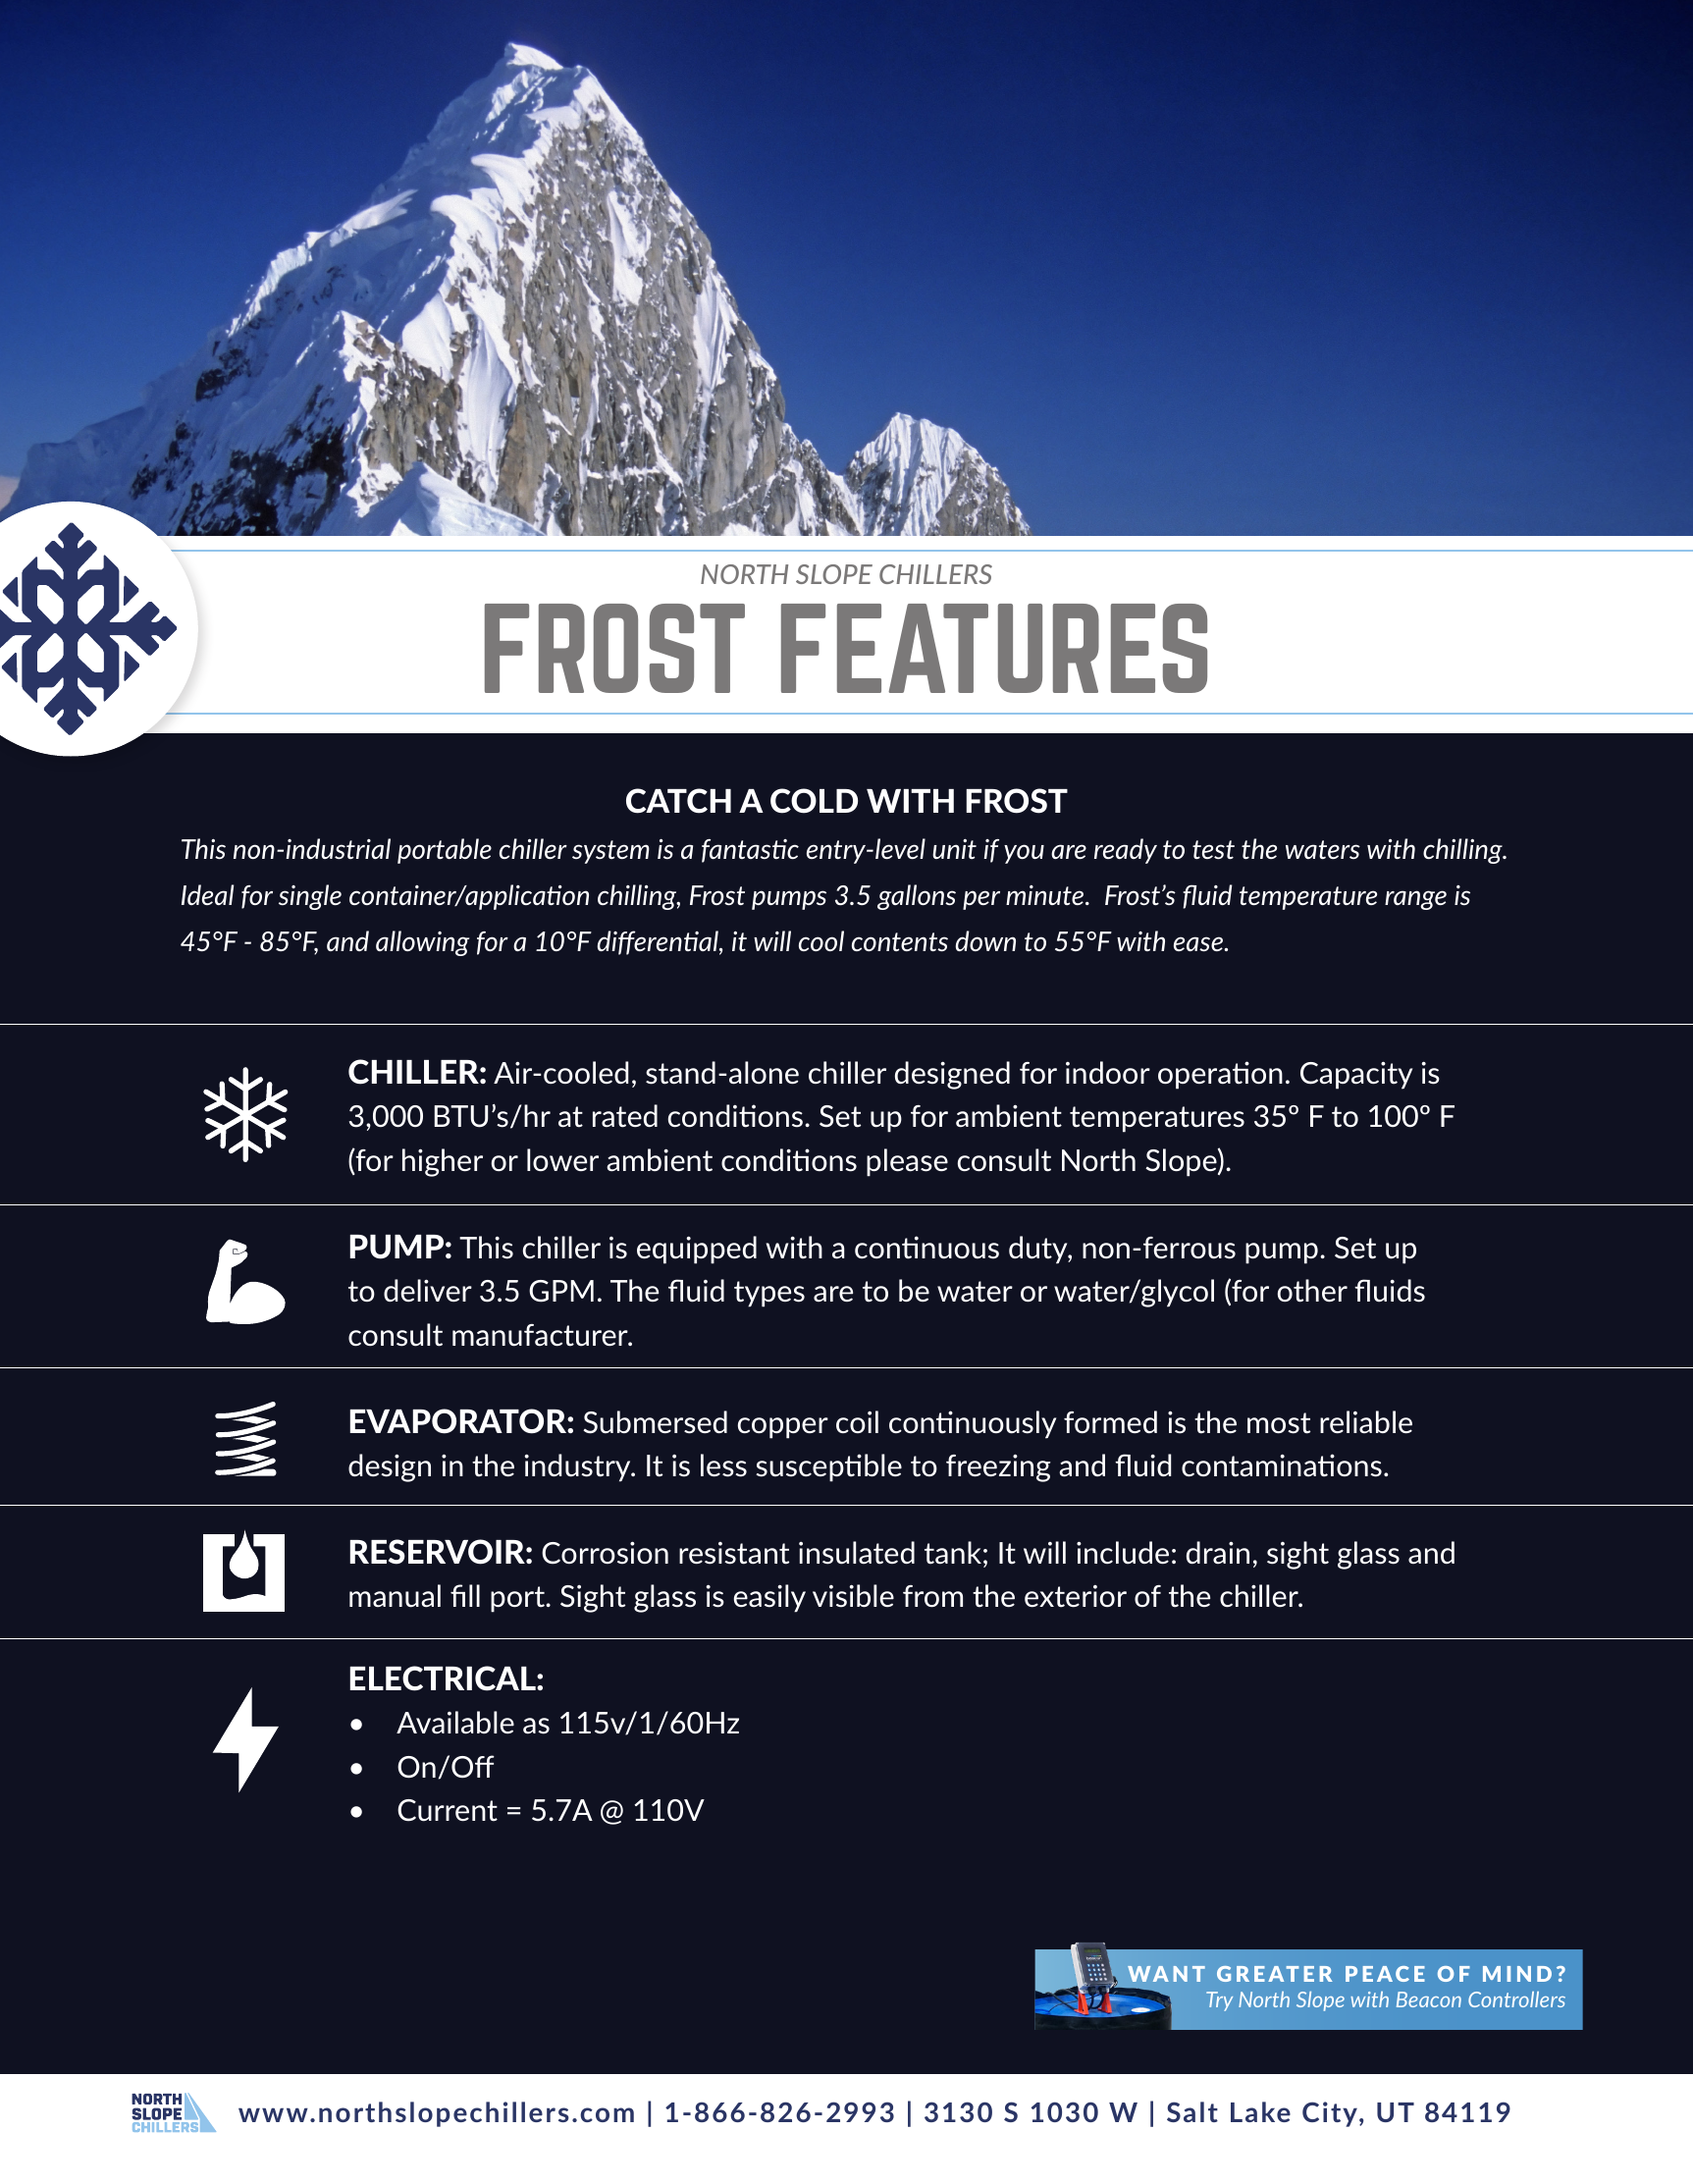 NORTH SLOPE CHILLERS
FROST FEATURES
CATCH A COLD WITH FROST
This non-industrial portable chiller system is a fantastic entry-level unit if you are ready to test the waters with chilling.
Ideal for single container/application chilling, Frost pumps 3.5 gallons per minute.  Frost's fluid temperature range is
45°F - 85°F, and allowing for a 10°F differential, it will cool contents down to 55°F with ease.
CHILLER: Air-cooled, stand-alone chiller designed for indoor operation. Capacity is
3,000 BTU's/hr at rated conditions. Set up for ambient temperatures 35° F to 100° F
(for higher or lower ambient conditions please consult North Slope).
PUMP: This chiller is equipped with a continuous duty, non-ferrous pump. Set up
to deliver 3.5 GPM. The fluid types are to be water or water/glycol (for other fluids
consult manufacturer.
EVAPORATOR: Submersed copper coil continuously formed is the most reliable
design in the industry. It is less susceptible to freezing and fluid contaminations.
RESERVOIR: Corrosion resistant insulated tank; It will include: drain, sight glass and
manual fill port. Sight glass is easily visible from the exterior of the chiller.
ELECTRICAL:
• Available as 115v/1/60Hz
• On/Off
• Current = 5.7A @ 110V
WANT GREATER PEACE OF MIND?
Try North Slope with Beacon Controllers
NORTH
SLOPE
CHILLERS
www.northslopechillers.com | 1-866-826-2993 | 3130 S 1030 W | Salt Lake City, UT 84119